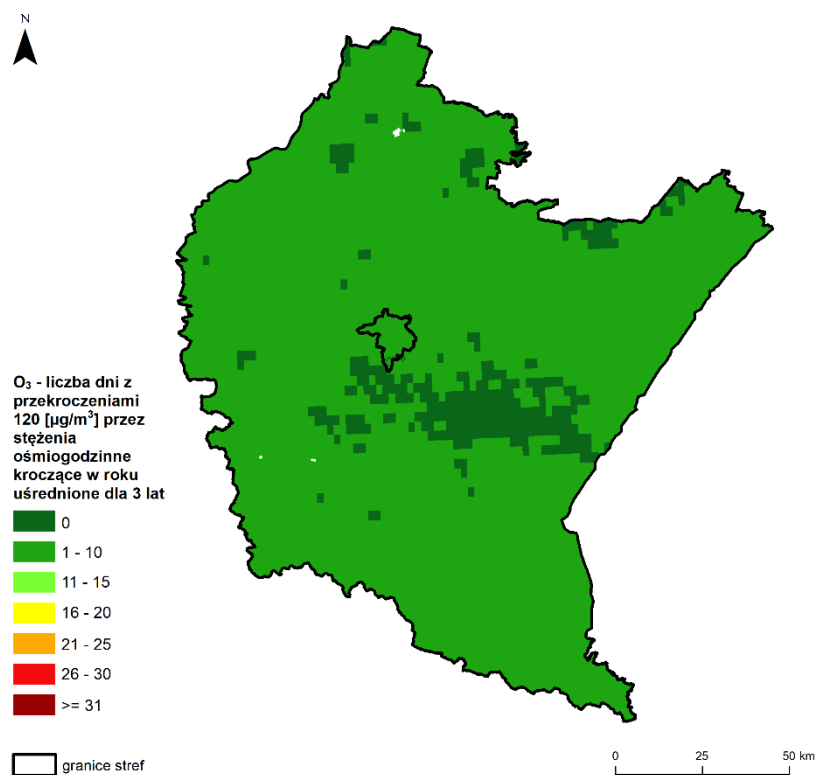 N
O₃ - liczba dni z
przekroczeniami
120 [µg/m³] przez
stężenia
ośmiogodzinne
kroczące w roku
uśrednione dla 3 lat
0
1 - 10
11 - 15
16 - 20
21 - 25
26 - 30
>= 31
granice stref
0 25 50 km